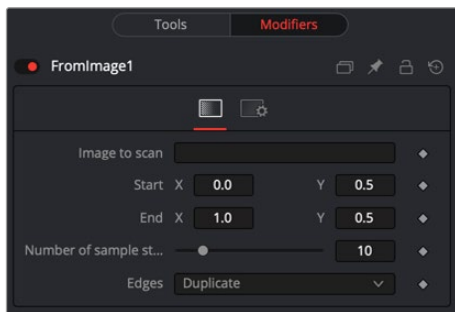 Tools Modifiers
FromImage1
Image to scan
Start X 0.0 Y 0.5
End X 1.0 Y 0.5
Number of sample st... 10
Edges Duplicate